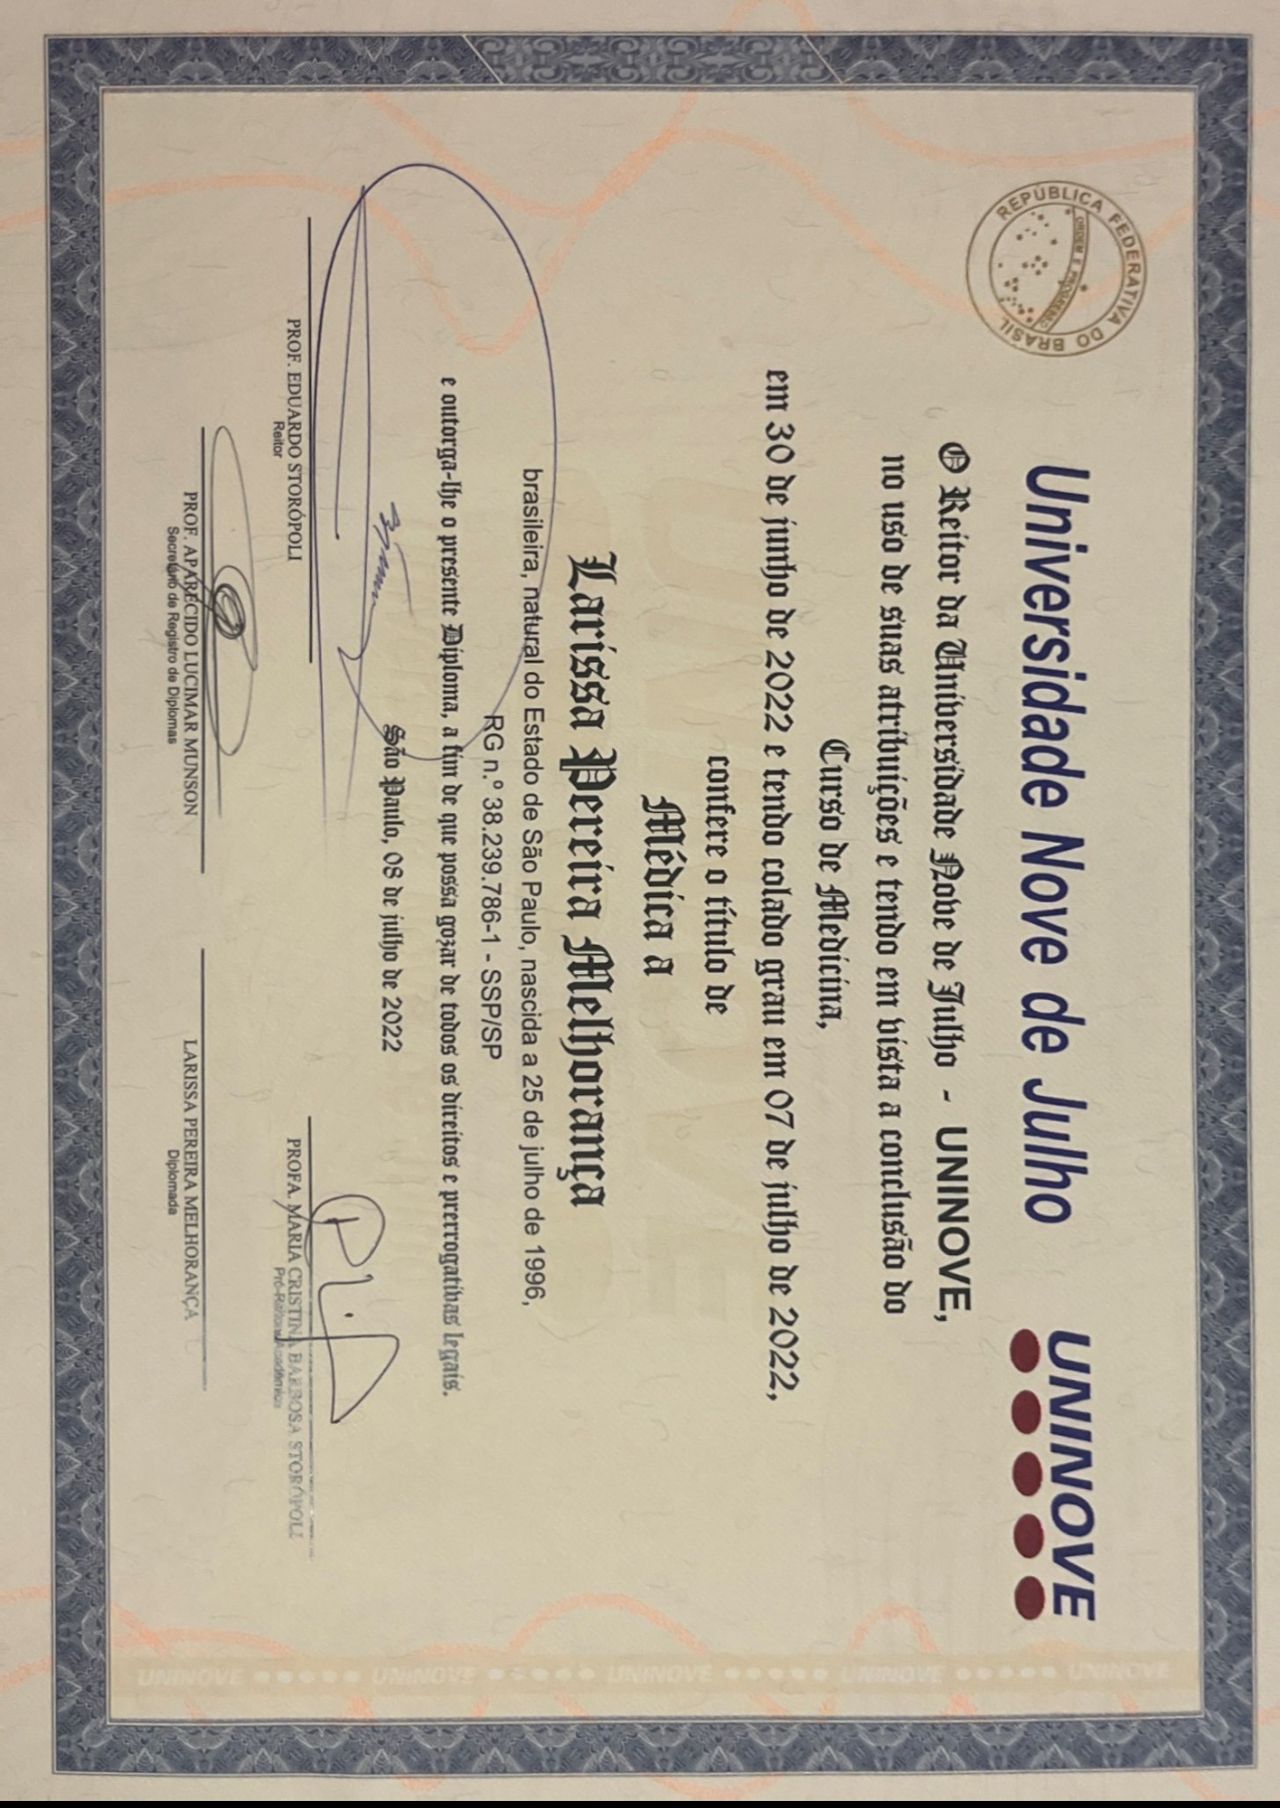 REPÚBLICA FEDERATIVA DO BRASIL
ORDEM E PROGRESSO
Universidade Nove de Julho
UNINOVE
O Reitor da Universidade Nove de Julho - UNINOVE,
no uso de suas atribuições e tendo em vista a conclusão do
Curso de Medicina,
em 30 de junho de 2022 e tendo colado grau em 07 de julho de 2022,
confere o título de
Médica a
Larissa Pereira Melhorança
brasileira, natural do Estado de São Paulo, nascida a 25 de julho de 1996,
RG n.º 38.239.786-1 - SSP/SP
e outorga-lhe o presente Diploma, a fim de que possa gozar de todos os direitos e prerrogativas legais.
São Paulo, 08 de julho de 2022
PROF. EDUARDO STORÓPOLI
Reitor
PROFA. MARIA CRISTINA BARBOSA STORÓPOLI
Pró-Reitora Acadêmica
PROF. APARECIDO LUCIMAR MUNSON
Secretário de Registro de Diplomas
LARISSA PEREIRA MELHORANÇA
Diplomada
UNINOVE UNINOVE UNINOVE UNINOVE UNINOVE